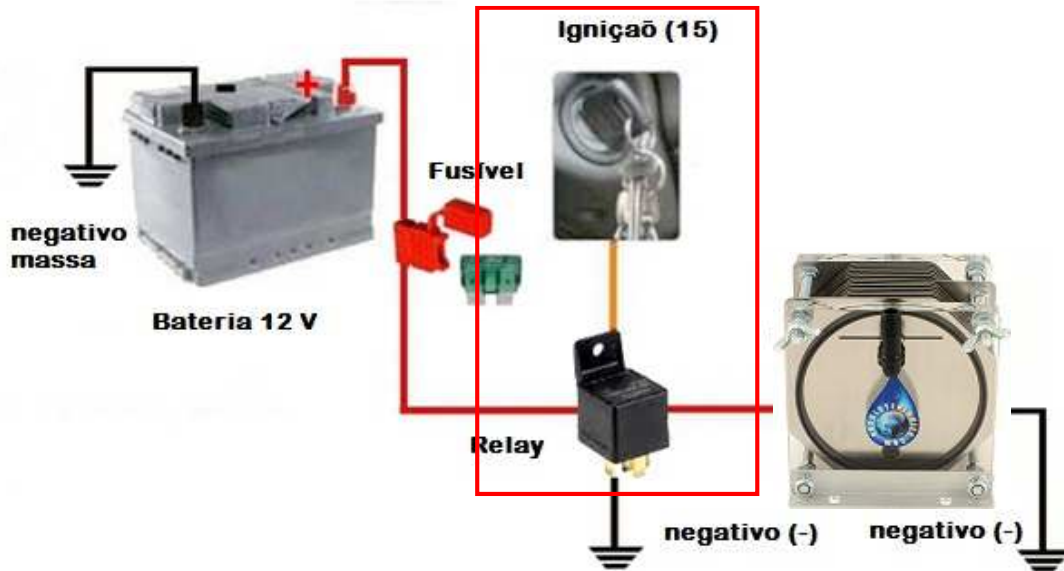 Igniçaõ (15)
Fusível
negativo
massa
Bateria 12 V
Relay
negativo (-)
negativo (-)